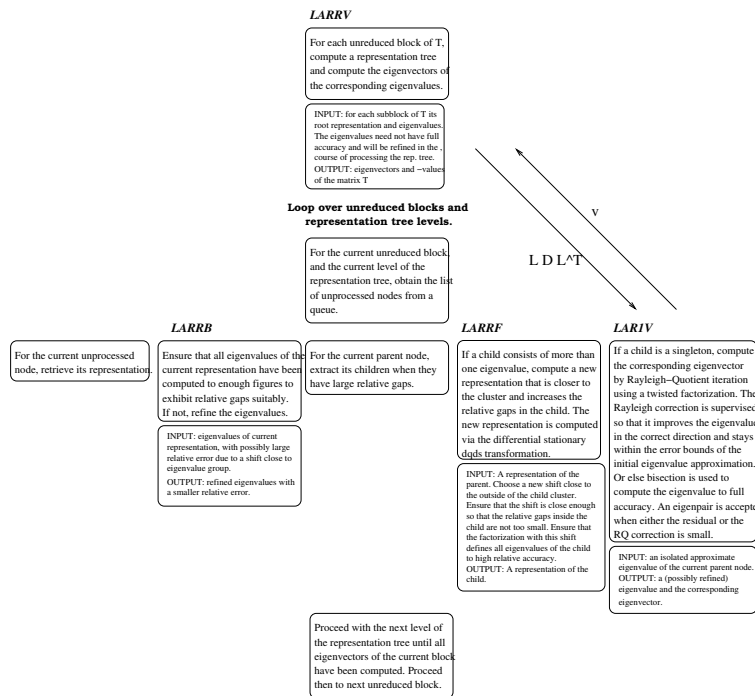 LARRV
For each unreduced block of T,
compute a representation tree
and compute the eigenvectors of
the corresponding eigenvalues.
INPUT: for each subblock of T its
root representation and eigenvalues.
The eigenvalues need not have full
accuracy and will be refined in the ,
course of processing the rep. tree.
OUTPUT: eigenvectors and −values
of the matrix T
v
L D L^T
Loop over unreduced blocks and
representation tree levels.
For the current unreduced block,
and the current level of the
representation tree, obtain the list
of unprocessed nodes from a
queue.
For the current unprocessed
node, retrieve its representation.
LARRB
Ensure that all eigenvalues of the
current representation have been
computed to enough figures to
exhibit relative gaps suitably.
If not, refine the eigenvalues.
INPUT: eigenvalues of current
representation, with possibly large
relative error due to a shift close to
eigenvalue group.
OUTPUT: refined eigenvalues with
a smaller relative error.
For the current parent node,
extract its children when they
have large relative gaps.
LARRF
If a child consists of more than
one eigenvalue, compute a new
representation that is closer to
the cluster and increases the
relative gaps in the child. The
new representation is computed
via the differential stationary
dqds transformation.
INPUT: A representation of the
parent. Choose a new shift close to
the outside of the child cluster.
Ensure that the shift is close enough
so that the relative gaps inside the
child are not too small. Ensure that
the factorization with this shift
defines all eigenvalues of the child
to high relative accuracy.
OUTPUT: A representation of the
child.
LAR1V
If a child is a singleton, compute
the corresponding eigenvector
by Rayleigh−Quotient iteration
using a twisted factorization. The
Rayleigh correction is supervised
so that it improves the eigenvalue
in the correct direction and stays
within the error bounds of the
initial eigenvalue approximation.
Or else bisection is used to
compute the eigenvalue to full
accuracy. An eigenpair is accepte
when either the residual or the
RQ correction is small.
INPUT: an isolated approximate
eigenvalue of the current parent node.
OUTPUT: a (possibly refined)
eigenvalue and the corresponding
eigenvector.
Proceed with the next level of
the representation tree until all
eigenvectors of the current block
have been computed. Proceed
then to next unreduced block.